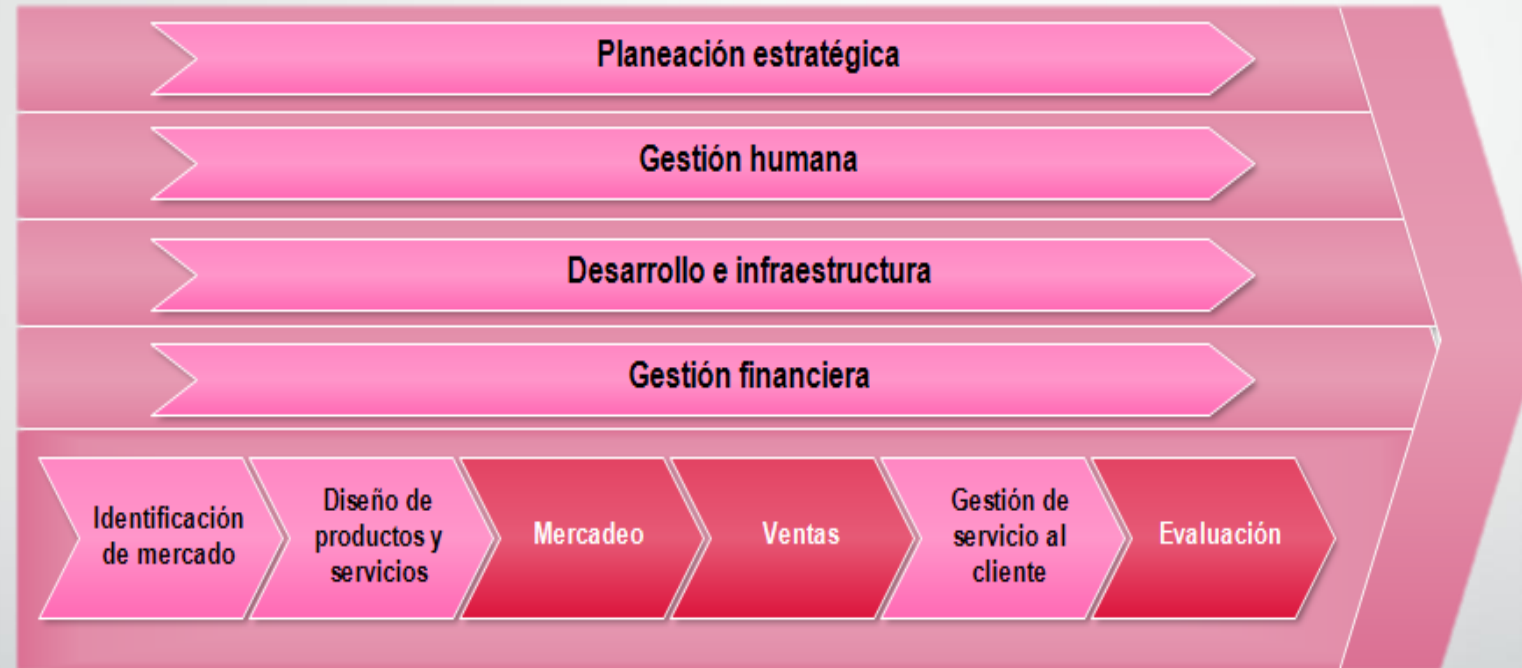 Planeación estratégica
Gestión humana
Desarrollo e infraestructura
Gestión financiera
Identificación
de mercado
Diseño de
productos y
servicios
Mercadeo
Ventas
Gestión de
servicio al
cliente
Evaluación